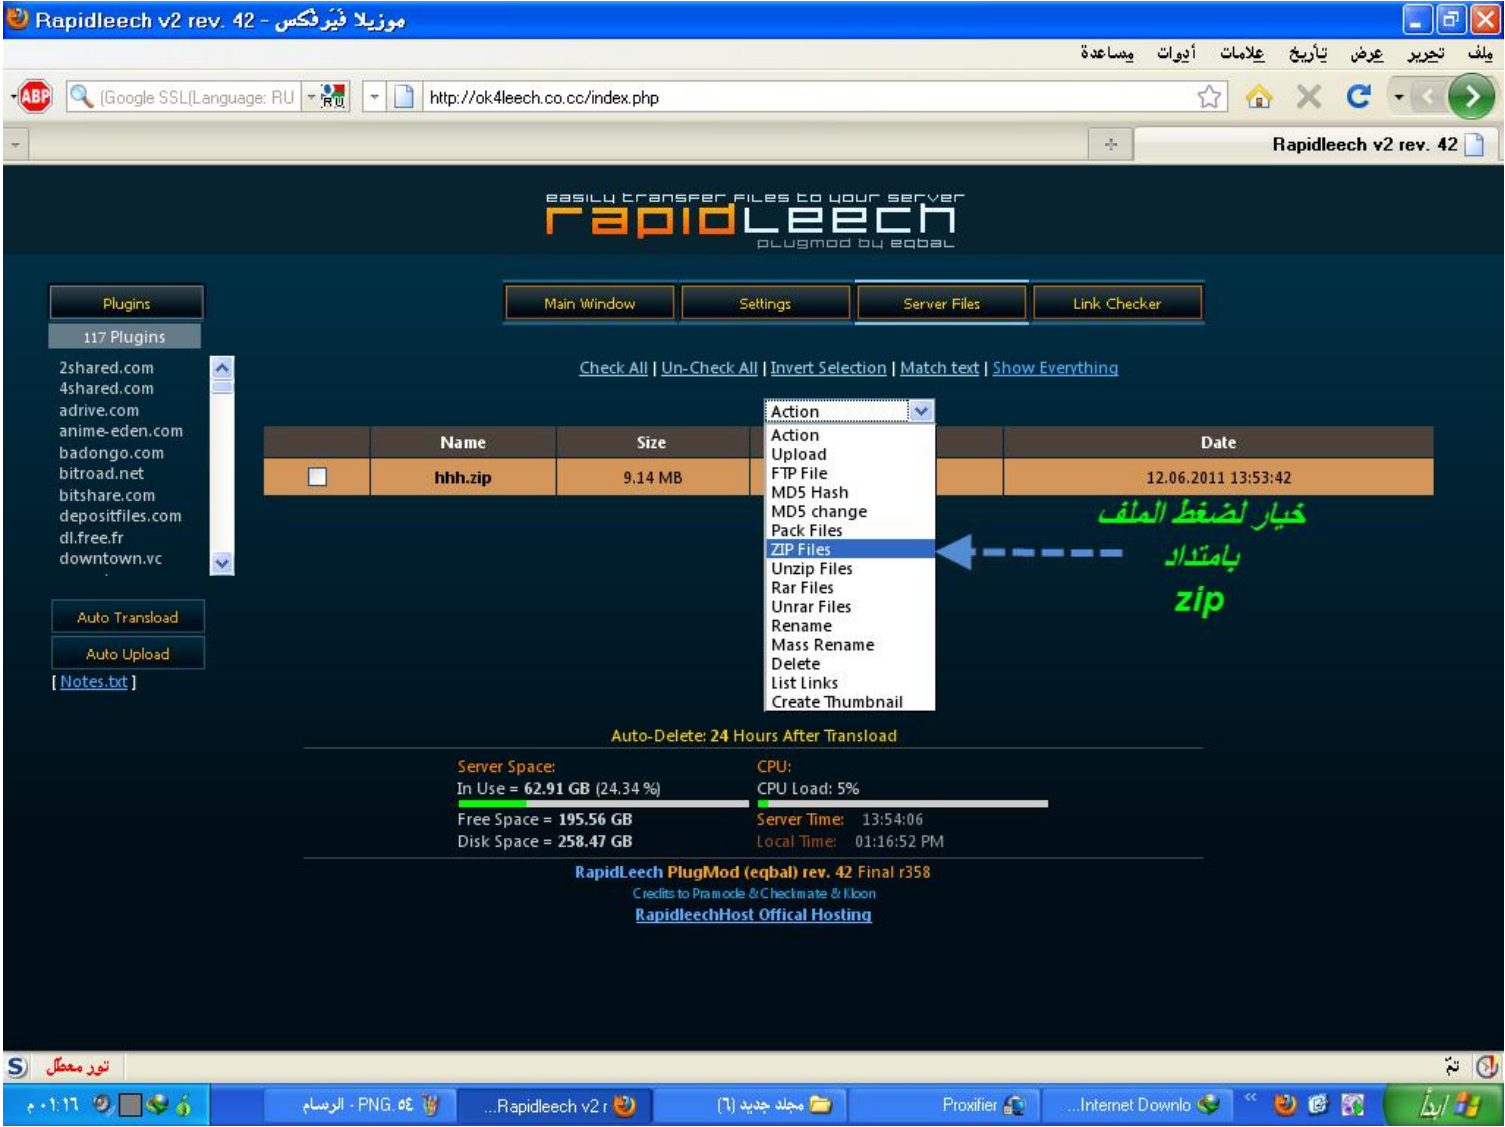 Rapidleech v2 rev. 42 - موزيلا فَيَرفُكس
ملف تحرير عرض تأريخ علامات أدوات مساعدة
ABP
(Google SSL(Language: RU
RU
http://ok4leech.co.cc/index.php
Rapidleech v2 rev. 42
easily transfer files to your server
rapidleech
plugmod by eqbal
Plugins
Main Window
Settings
Server Files
Link Checker
117 Plugins
2shared.com
4shared.com
adrive.com
anime-eden.com
badongo.com
bitroad.net
bitshare.com
depositfiles.com
dl.free.fr
downtown.vc
Auto Transload
Auto Upload
[ Notes.txt ]
Check All | Un-Check All | Invert Selection | Match text | Show Everything
Action
Name Size Date
hhh.zip 9.14 MB 12.06.2011 13:53:42
Action
Upload
FTP File
MD5 Hash
MD5 change
Pack Files
ZIP Files
Unzip Files
Rar Files
Unrar Files
Rename
Mass Rename
Delete
List Links
Create Thumbnail
خيار لضغط الملف
بامتداد
zip
Auto-Delete: 24 Hours After Transload
Server Space:
In Use = 62.91 GB (24.34 %)
Free Space = 195.56 GB
Disk Space = 258.47 GB
CPU:
CPU Load: 5%
Server Time: 13:54:06
Local Time: 01:16:52 PM
RapidLeech PlugMod (eqbal) rev. 42 Final r358
Credits to Pramode & Checkmate & Kloon
RapidleechHost Offical Hosting
تمّ
تور معطّل
ابدأ
...Internet Downlo
Proxifier
مجلد جديد (٦)
...Rapidleech v2 r
PNG.٥٤ - الرسام
٠١:١٦ م